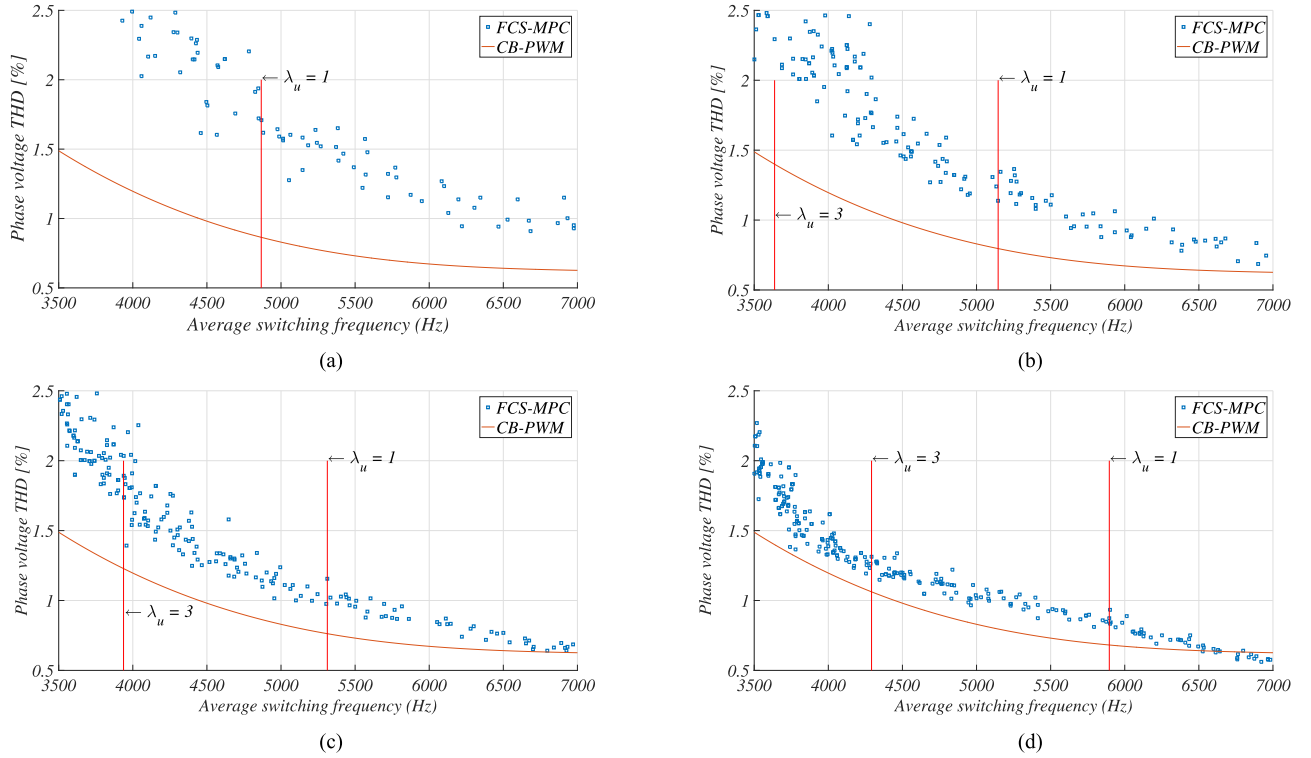 2.5
2
1.5
1
0.5
Phase voltage THD [%]
FCS-MPC
CB-PWM
← λu = 1
3500 4000 4500 5000 5500 6000 6500 7000
Average switching frequency (Hz)
(a)
2.5
2
1.5
1
0.5
Phase voltage THD [%]
FCS-MPC
CB-PWM
← λu = 1
← λu = 3
3500 4000 4500 5000 5500 6000 6500 7000
Average switching frequency (Hz)
(b)
2.5
2
1.5
1
0.5
Phase voltage THD [%]
FCS-MPC
CB-PWM
← λu = 1
← λu = 3
3500 4000 4500 5000 5500 6000 6500 7000
Average switching frequency (Hz)
(c)
2.5
2
1.5
1
0.5
Phase voltage THD [%]
FCS-MPC
CB-PWM
← λu = 3
← λu = 1
3500 4000 4500 5000 5500 6000 6500 7000
Average switching frequency (Hz)
(d)